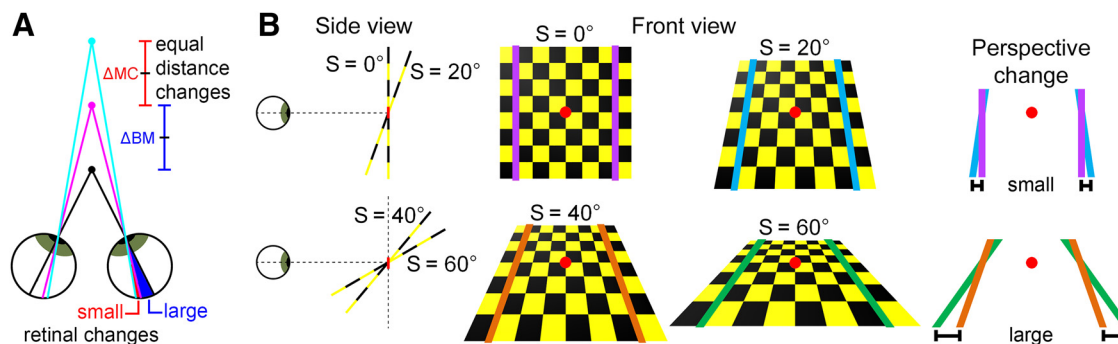 A
equal
distance
changes
ΔMC
ΔBM
small
large
retinal changes
B
Side view
Front view
S = 0°
S = 20°
S = 0°
S = 20°
Perspective
change
small
S = 40°
S = 60°
S = 40°
S = 60°
large